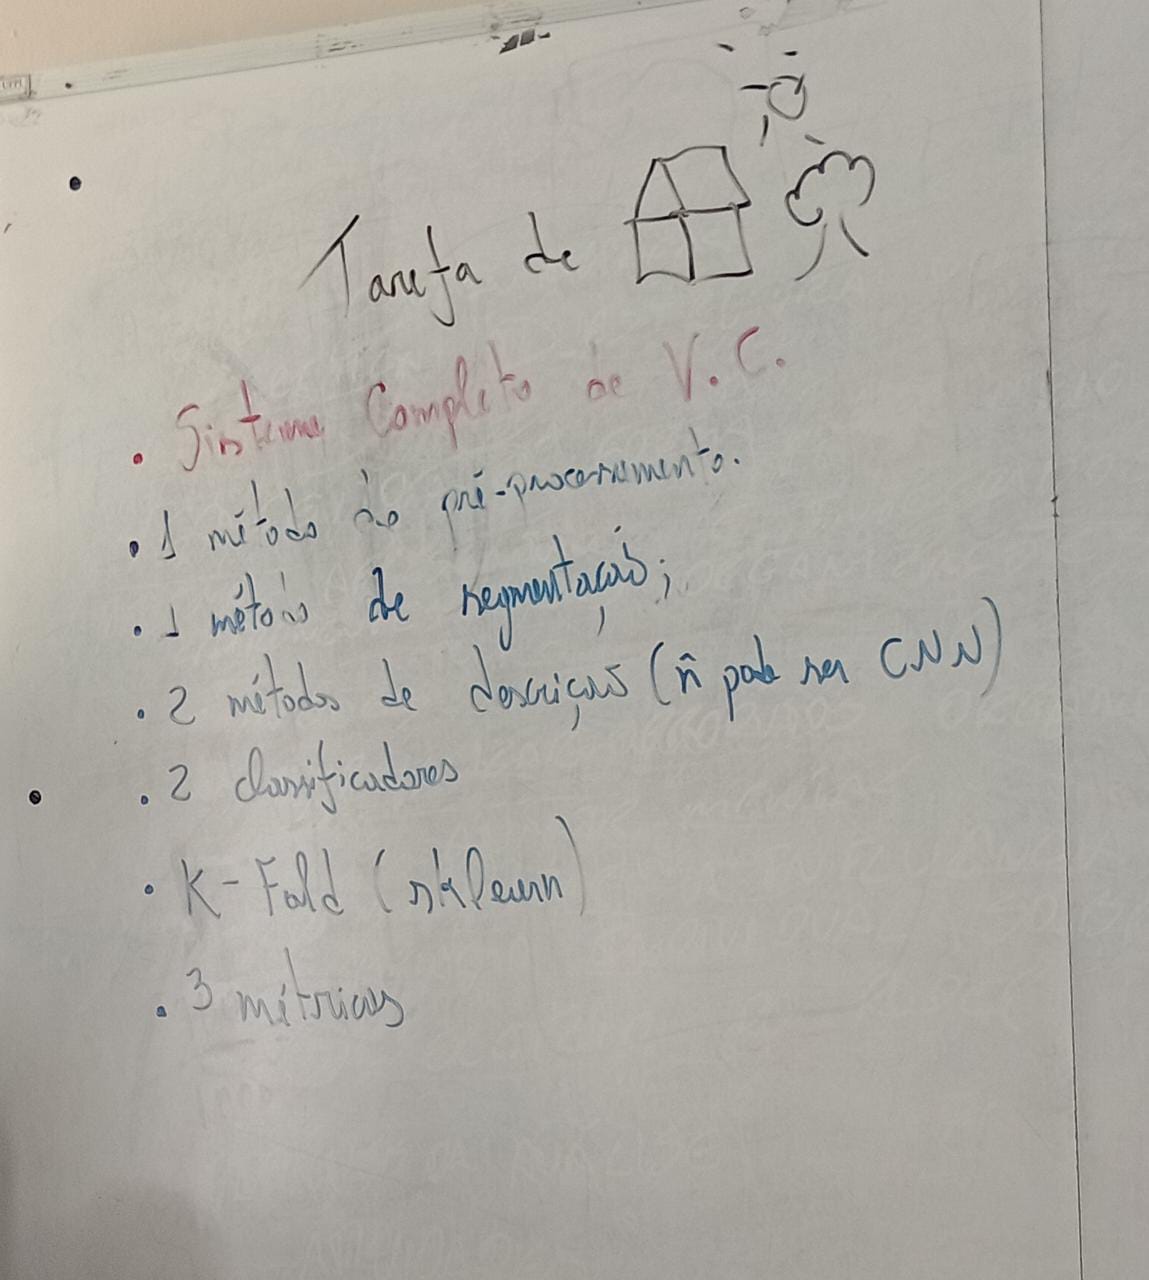 Tarefa de
• Sistema Completo de V.C.
• 1 método de pré-processamento.
• 1 método de segmentação;
• 2 métodos de descrição (ñ pode ser CNN)
• 2 classificadores
• K-Fold (sklearn)
• 3 métricas